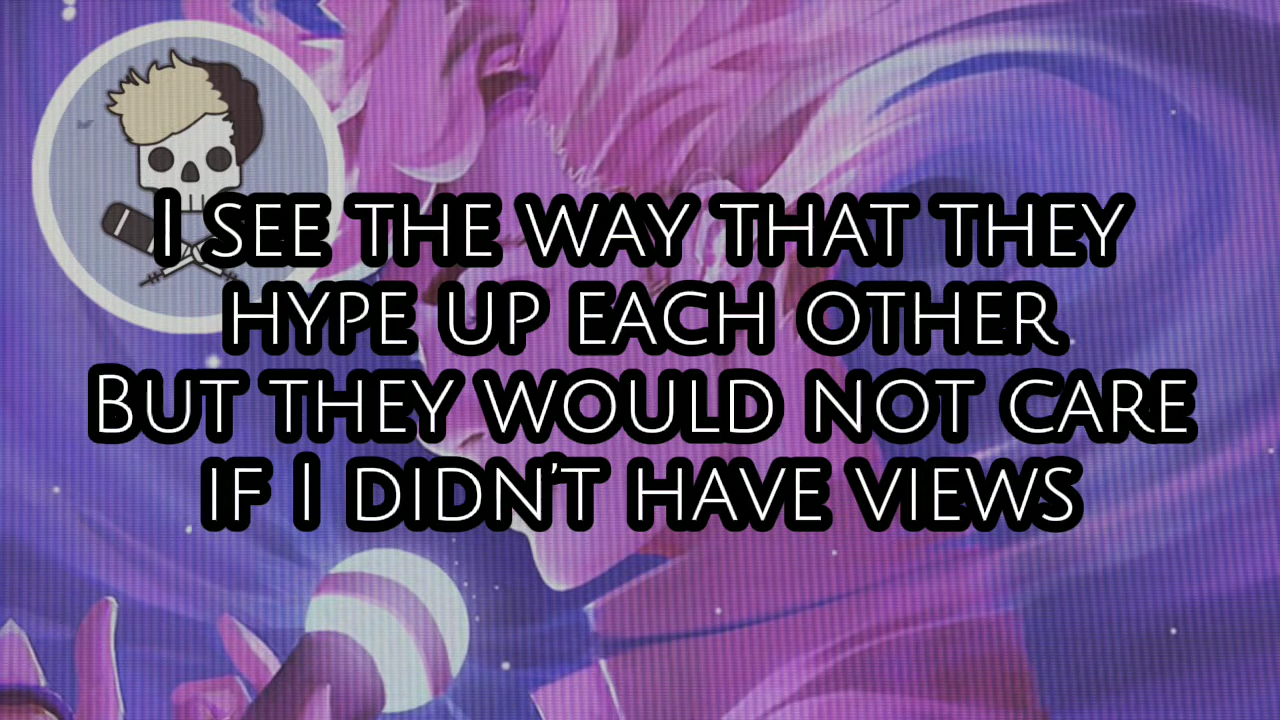 I see the way that they
hype up each other
But they would not care
if I didn't have views